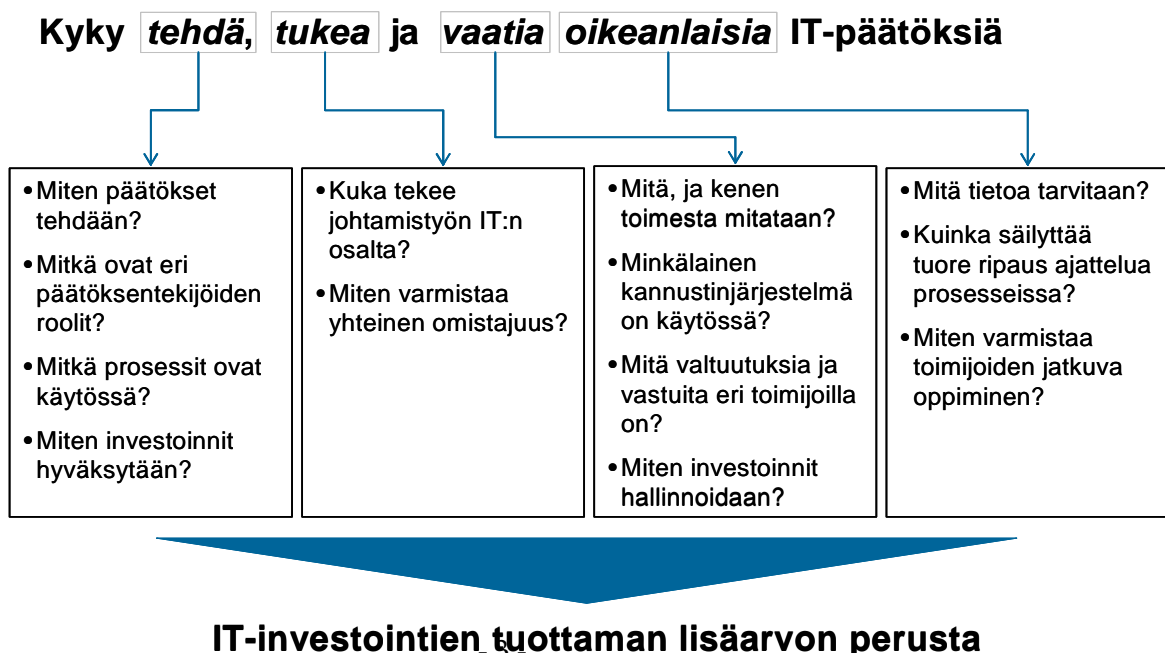 Kyky tehdä, tukea ja vaatia oikeanlaisia IT-päätöksiä
•Miten päätökset
tehdään?
•Mitkä ovat eri
päätöksentekijöiden
roolit?
•Mitkä prosessit ovat
käytössä?
•Miten investoinnit
hyväksytään?
•Kuka tekee
johtamistyön IT:n
osalta?
•Miten varmistaa
yhteinen omistajuus?
•Mitä, ja kenen
toimesta mitataan?
•Minkälainen
kannustinjärjestelmä
on käytössä?
•Mitä valtuutuksia ja
vastuita eri toimijoilla
on?
•Miten investoinnit
hallinnoidaan?
•Mitä tietoa tarvitaan?
•Kuinka säilyttää
tuore ripaus ajattelua
prosesseissa?
•Miten varmistaa
toimijoiden jatkuva
oppiminen?
IT-investointien tuottaman lisäarvon perusta